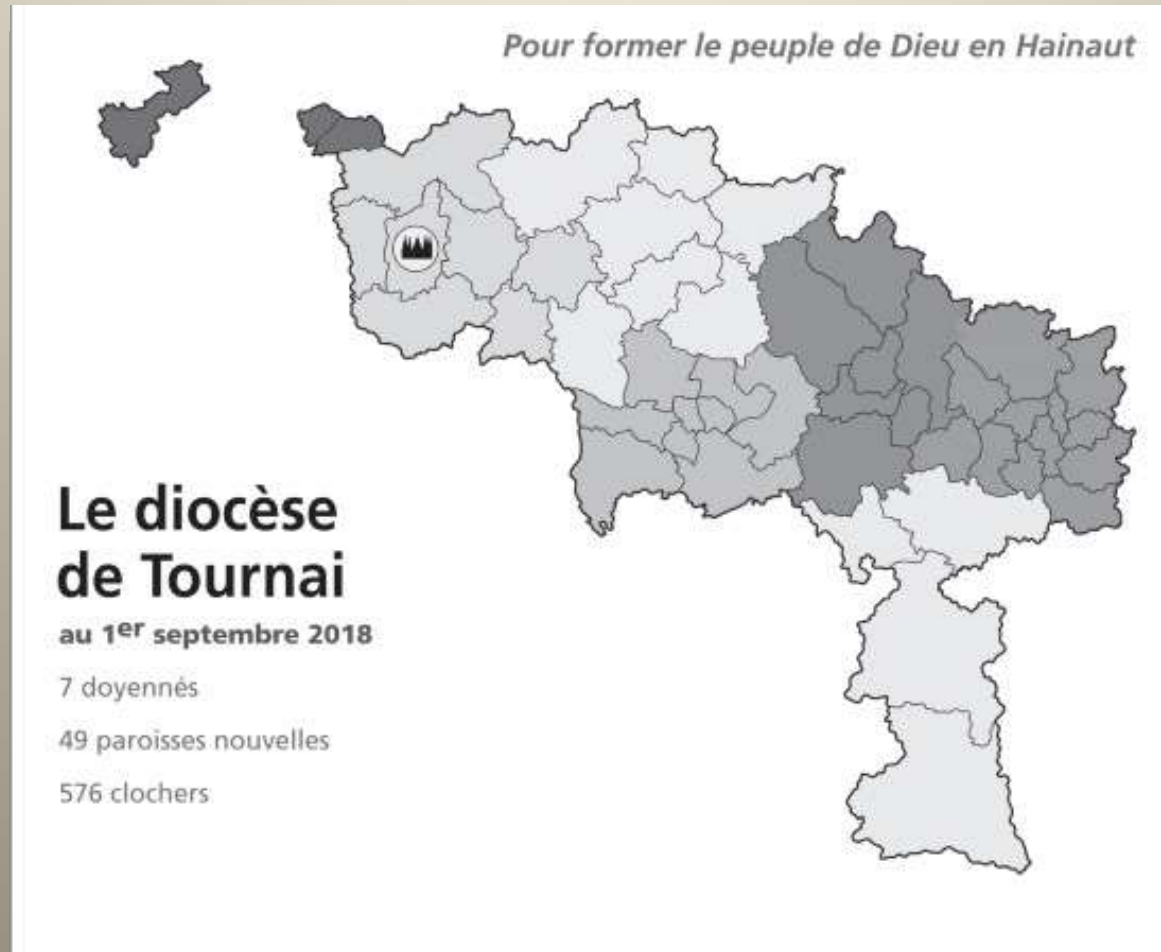 Pour former le peuple de Dieu en Hainaut
Le diocèse
de Tournai
au 1er septembre 2018
7 doyennés
49 paroisses nouvelles
576 clochers